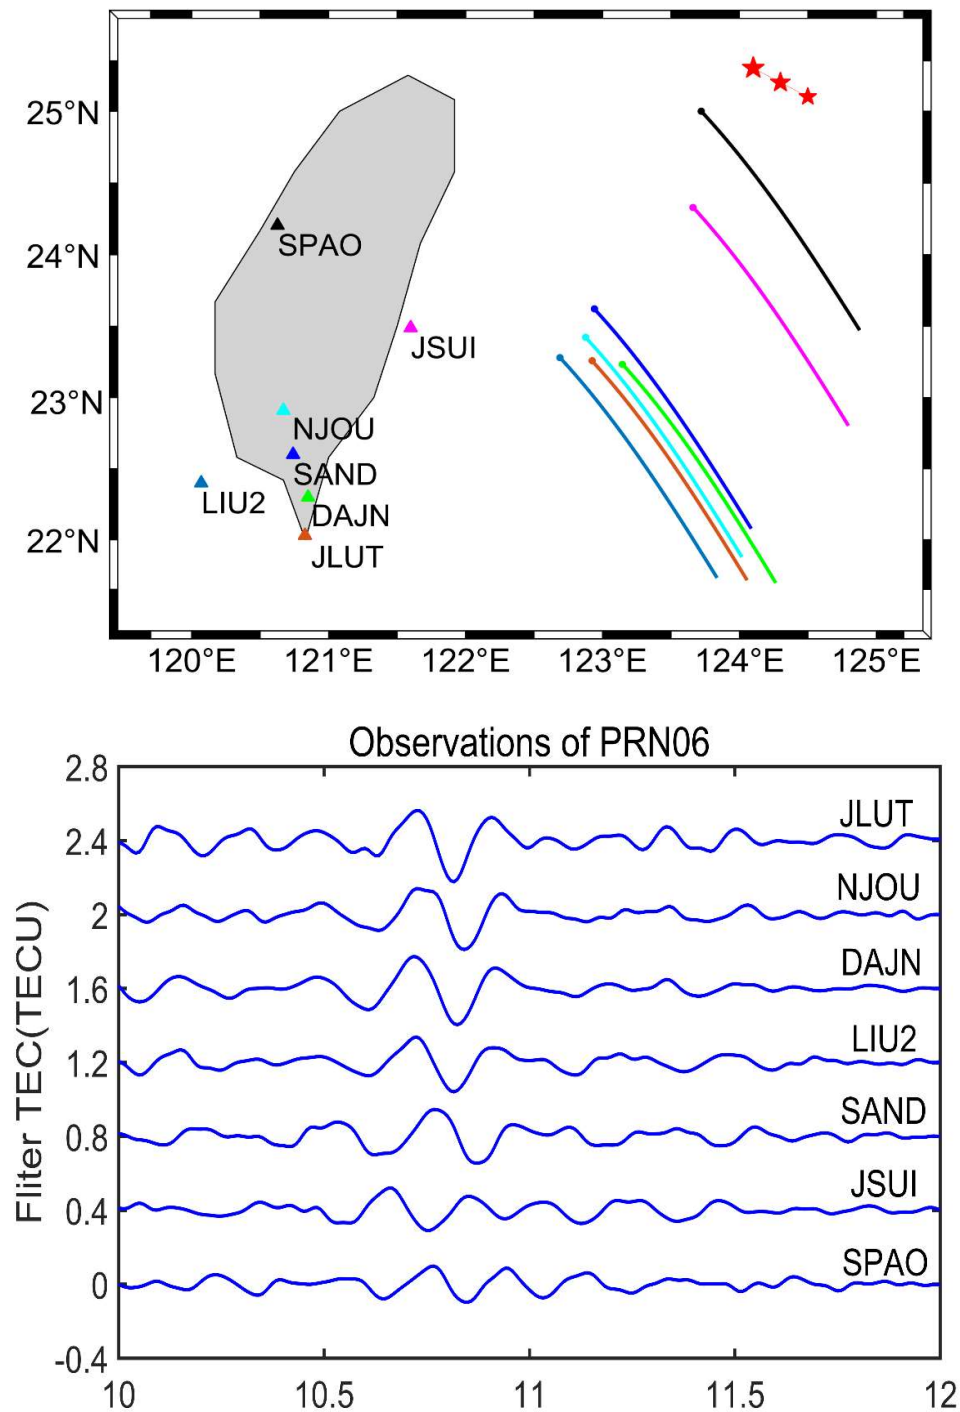 25°N
24°N
23°N
22°N
SPAO
JSUI
NJOU
SAND
LIU2
DAJN
JLUT
120°E 121°E 122°E 123°E 124°E 125°E
Observations of PRN06
Fliter TEC(TECU)
2.8
2.4
2
1.6
1.2
0.8
0.4
0
-0.4
JLUT
NJOU
DAJN
LIU2
SAND
JSUI
SPAO
10 10.5 11 11.5 12